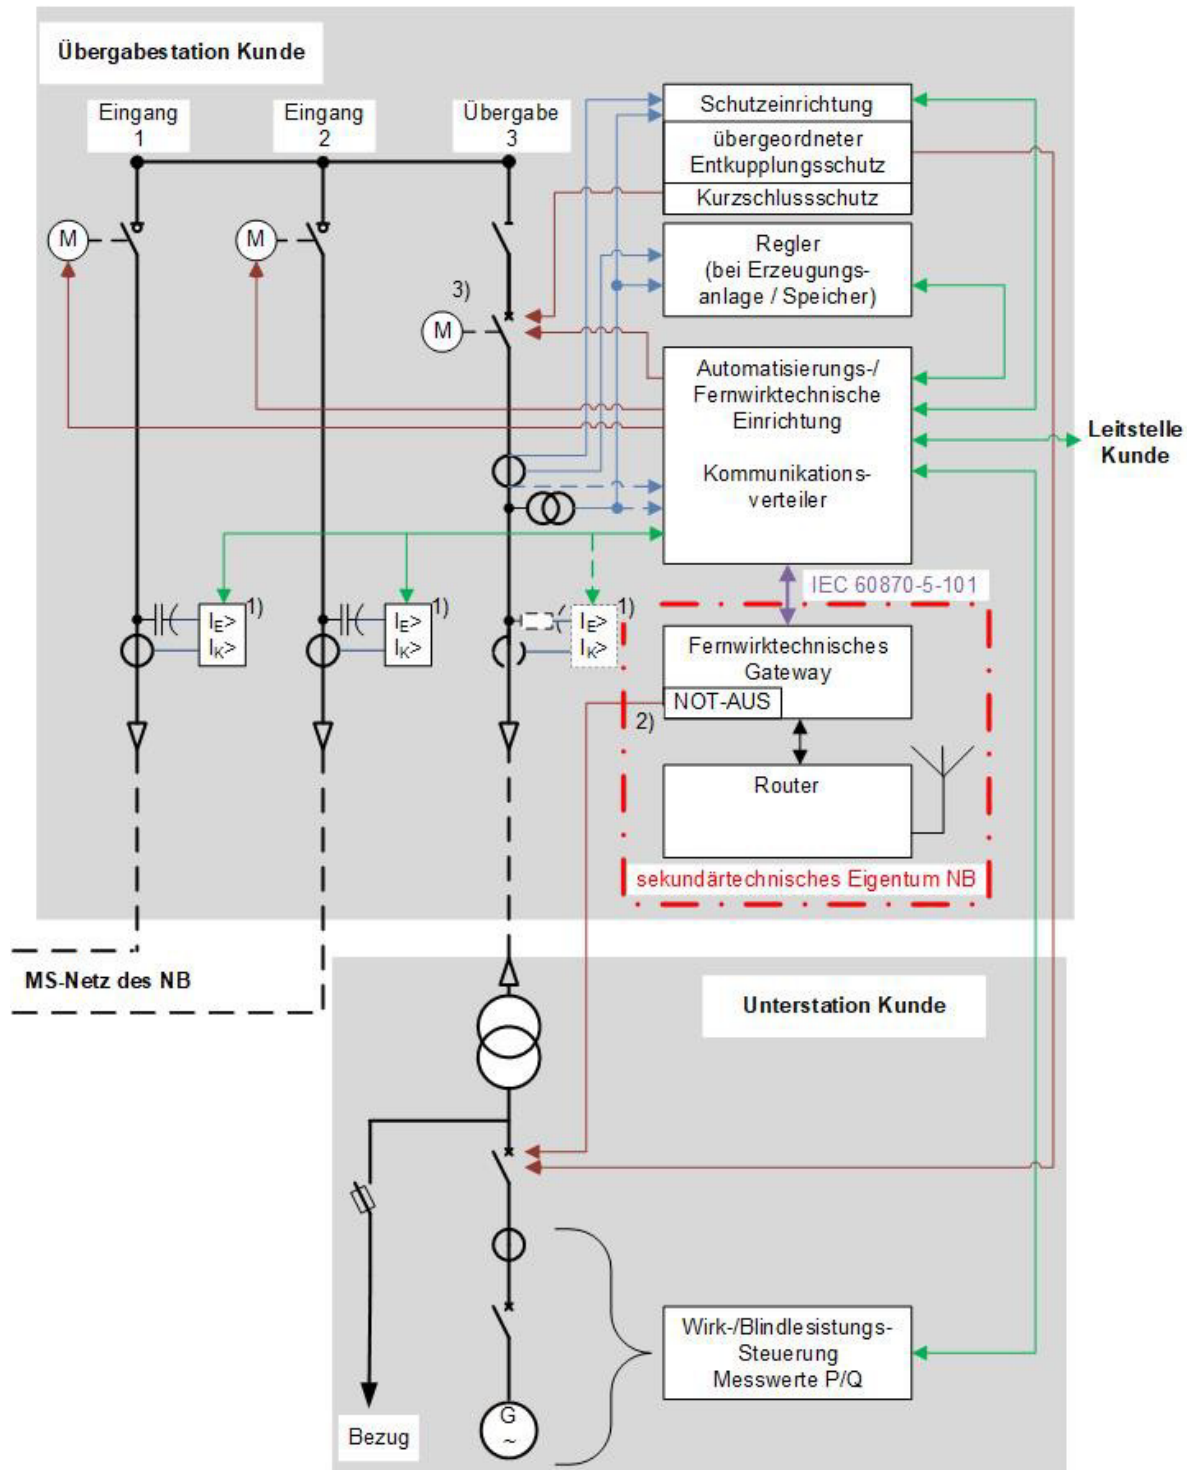 Übergabestation Kunde
Eingang
1
Eingang
2
Übergabe
3
Schutzeinrichtung
übergeordneter
Entkupplungsschutz
Kurzschlussschutz
M
M
Regler
(bei Erzeugungs-
anlage / Speicher)
3)
M
Automatisierungs-/
Fernwirktechnische
Einrichtung
Kommunikations-
verteiler
Leitstelle
Kunde
IEC 60870-5-101
IE>
IK>
1)
IE>
IK>
1)
IE>
IK>
1)
Fernwirktechnisches
Gateway
NOT-AUS
2)
Router
sekundärtechnisches Eigentum NB
MS-Netz des NB
Unterstation Kunde
Wirk-/Blindlesistungs-
Steuerung
Messwerte P/Q
G
~
Bezug